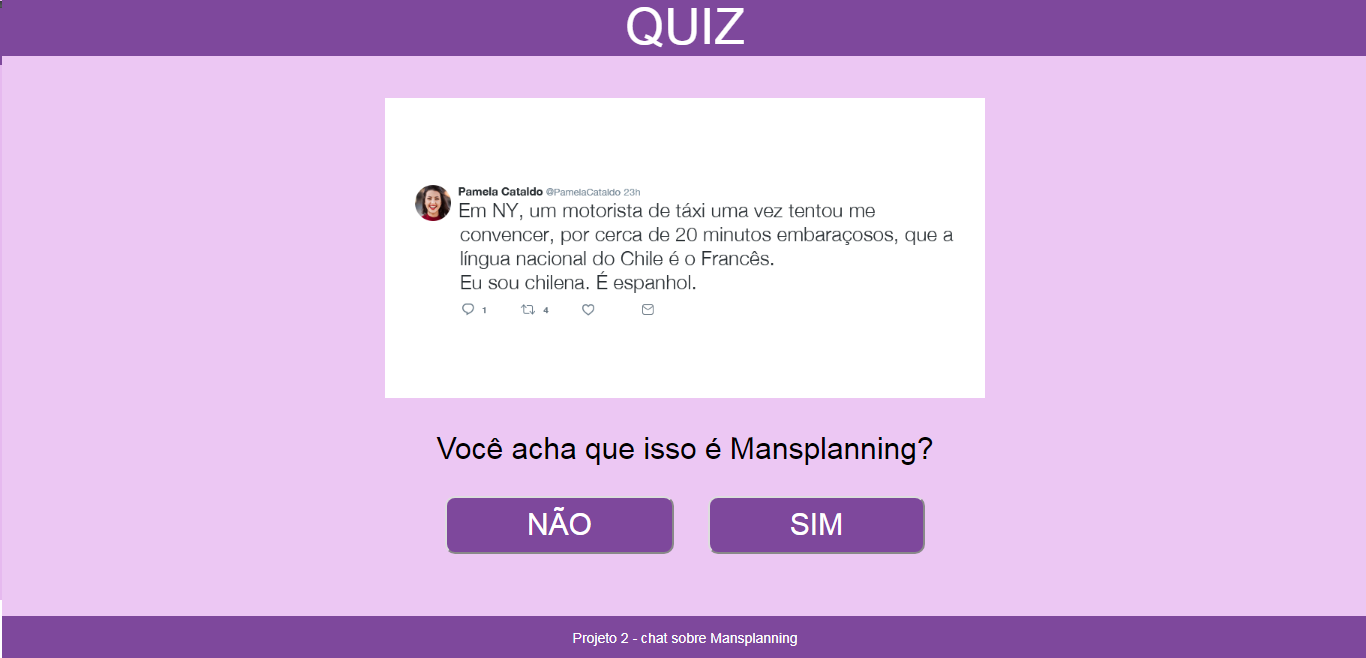 QUIZ
Pamela Cataldo @PamelaCataldo 23h
Em NY, um motorista de táxi uma vez tentou me
convencer, por cerca de 20 minutos embaraçosos, que a
língua nacional do Chile é o Francês.
Eu sou chilena. É espanhol.
1 4
Você acha que isso é Mansplanning?
NÃO SIM
Projeto 2 - chat sobre Mansplanning